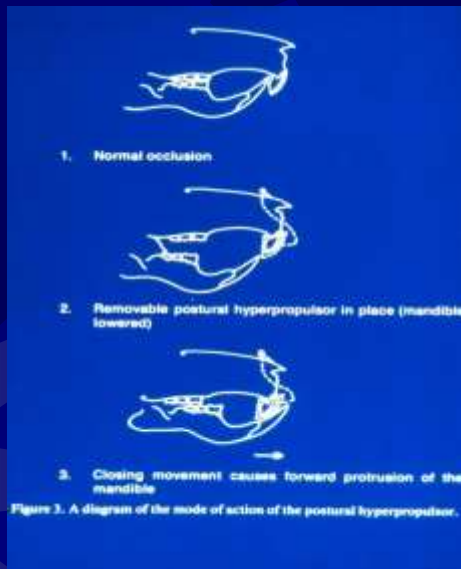 1. Normal occlusion
2. Removable postural hyperpropulsor in place (mandible
lowered)
3. Closing movement causes forward protrusion of the
mandible
Figure 3. A diagram of the mode of action of the postural hyperpropulsor.